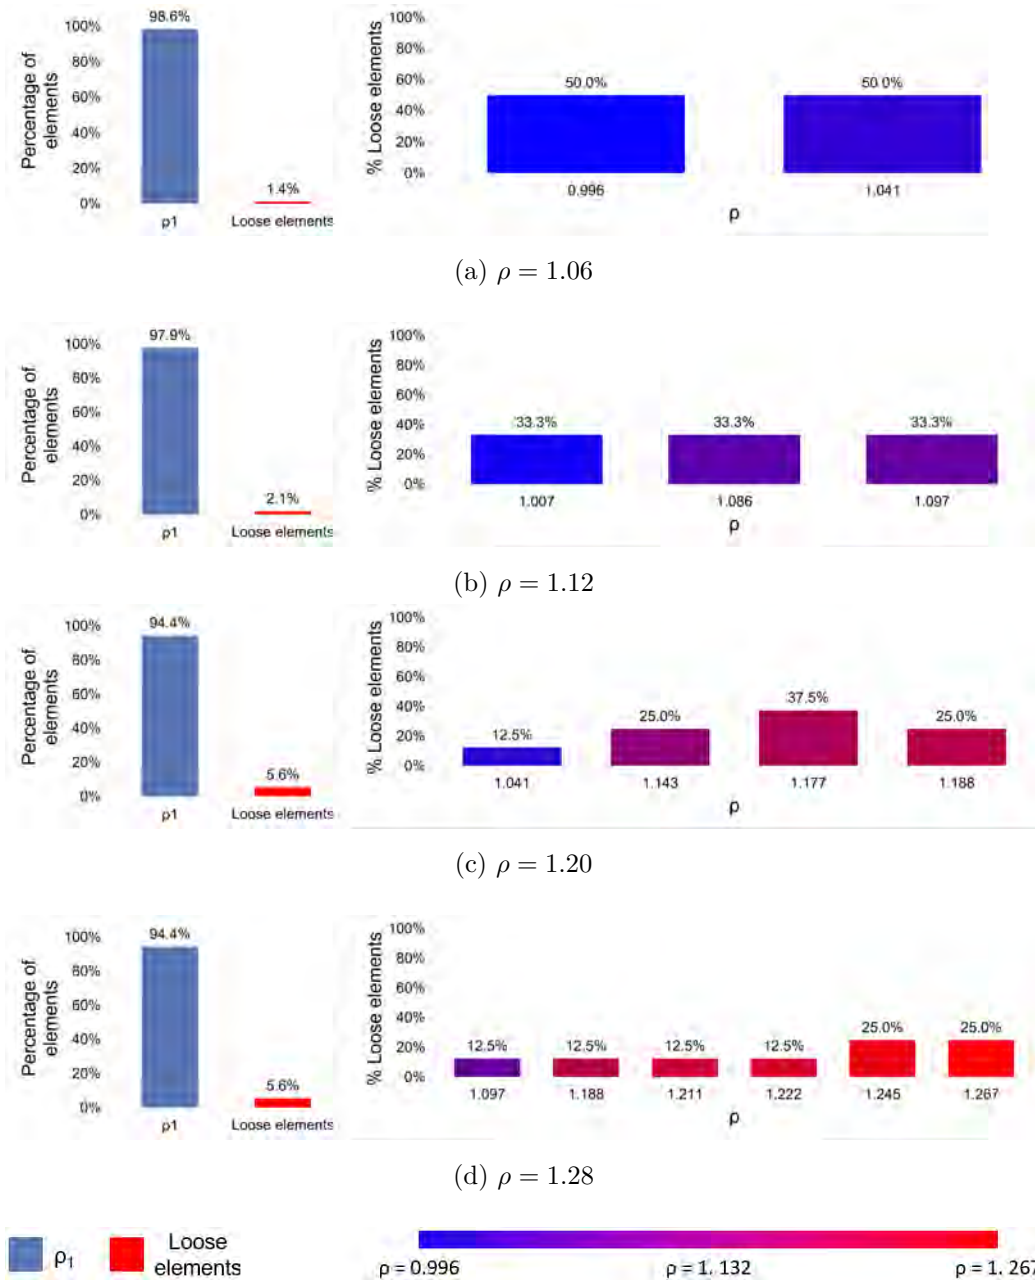 98.6%
100%
80%
60%
40%
20%
0%
Percentage of
elements
1.4%
ρ1
Loose elements
100%
80%
60%
40%
20%
0%
% Loose elements
50.0%
50.0%
0.996
1.041
ρ
(a) ρ = 1.06
97.9%
100%
80%
60%
40%
20%
0%
Percentage of
elements
2.1%
ρ1
Loose elements
100%
80%
60%
40%
20%
0%
% Loose elements
33.3%
33.3%
33.3%
1.007
1.086
1.097
ρ
(b) ρ = 1.12
94.4%
100%
80%
60%
40%
20%
0%
Percentage of
elements
5.6%
ρ1
Loose elements
100%
80%
60%
40%
20%
0%
% Loose elements
12.5%
25.0%
37.5%
25.0%
1.041
1.143
1.177
1.188
ρ
(c) ρ = 1.20
94.4%
100%
80%
60%
40%
20%
0%
Percentage of
elements
5.6%
ρ1
Loose elements
100%
80%
60%
40%
20%
0%
% Loose elements
12.5%
12.5%
12.5%
12.5%
25.0%
25.0%
1.097
1.188
1.211
1.222
1.245
1.267
ρ
(d) ρ = 1.28
ρ₁
Loose
elements
ρ = 0.996
ρ = 1.132
ρ = 1.267